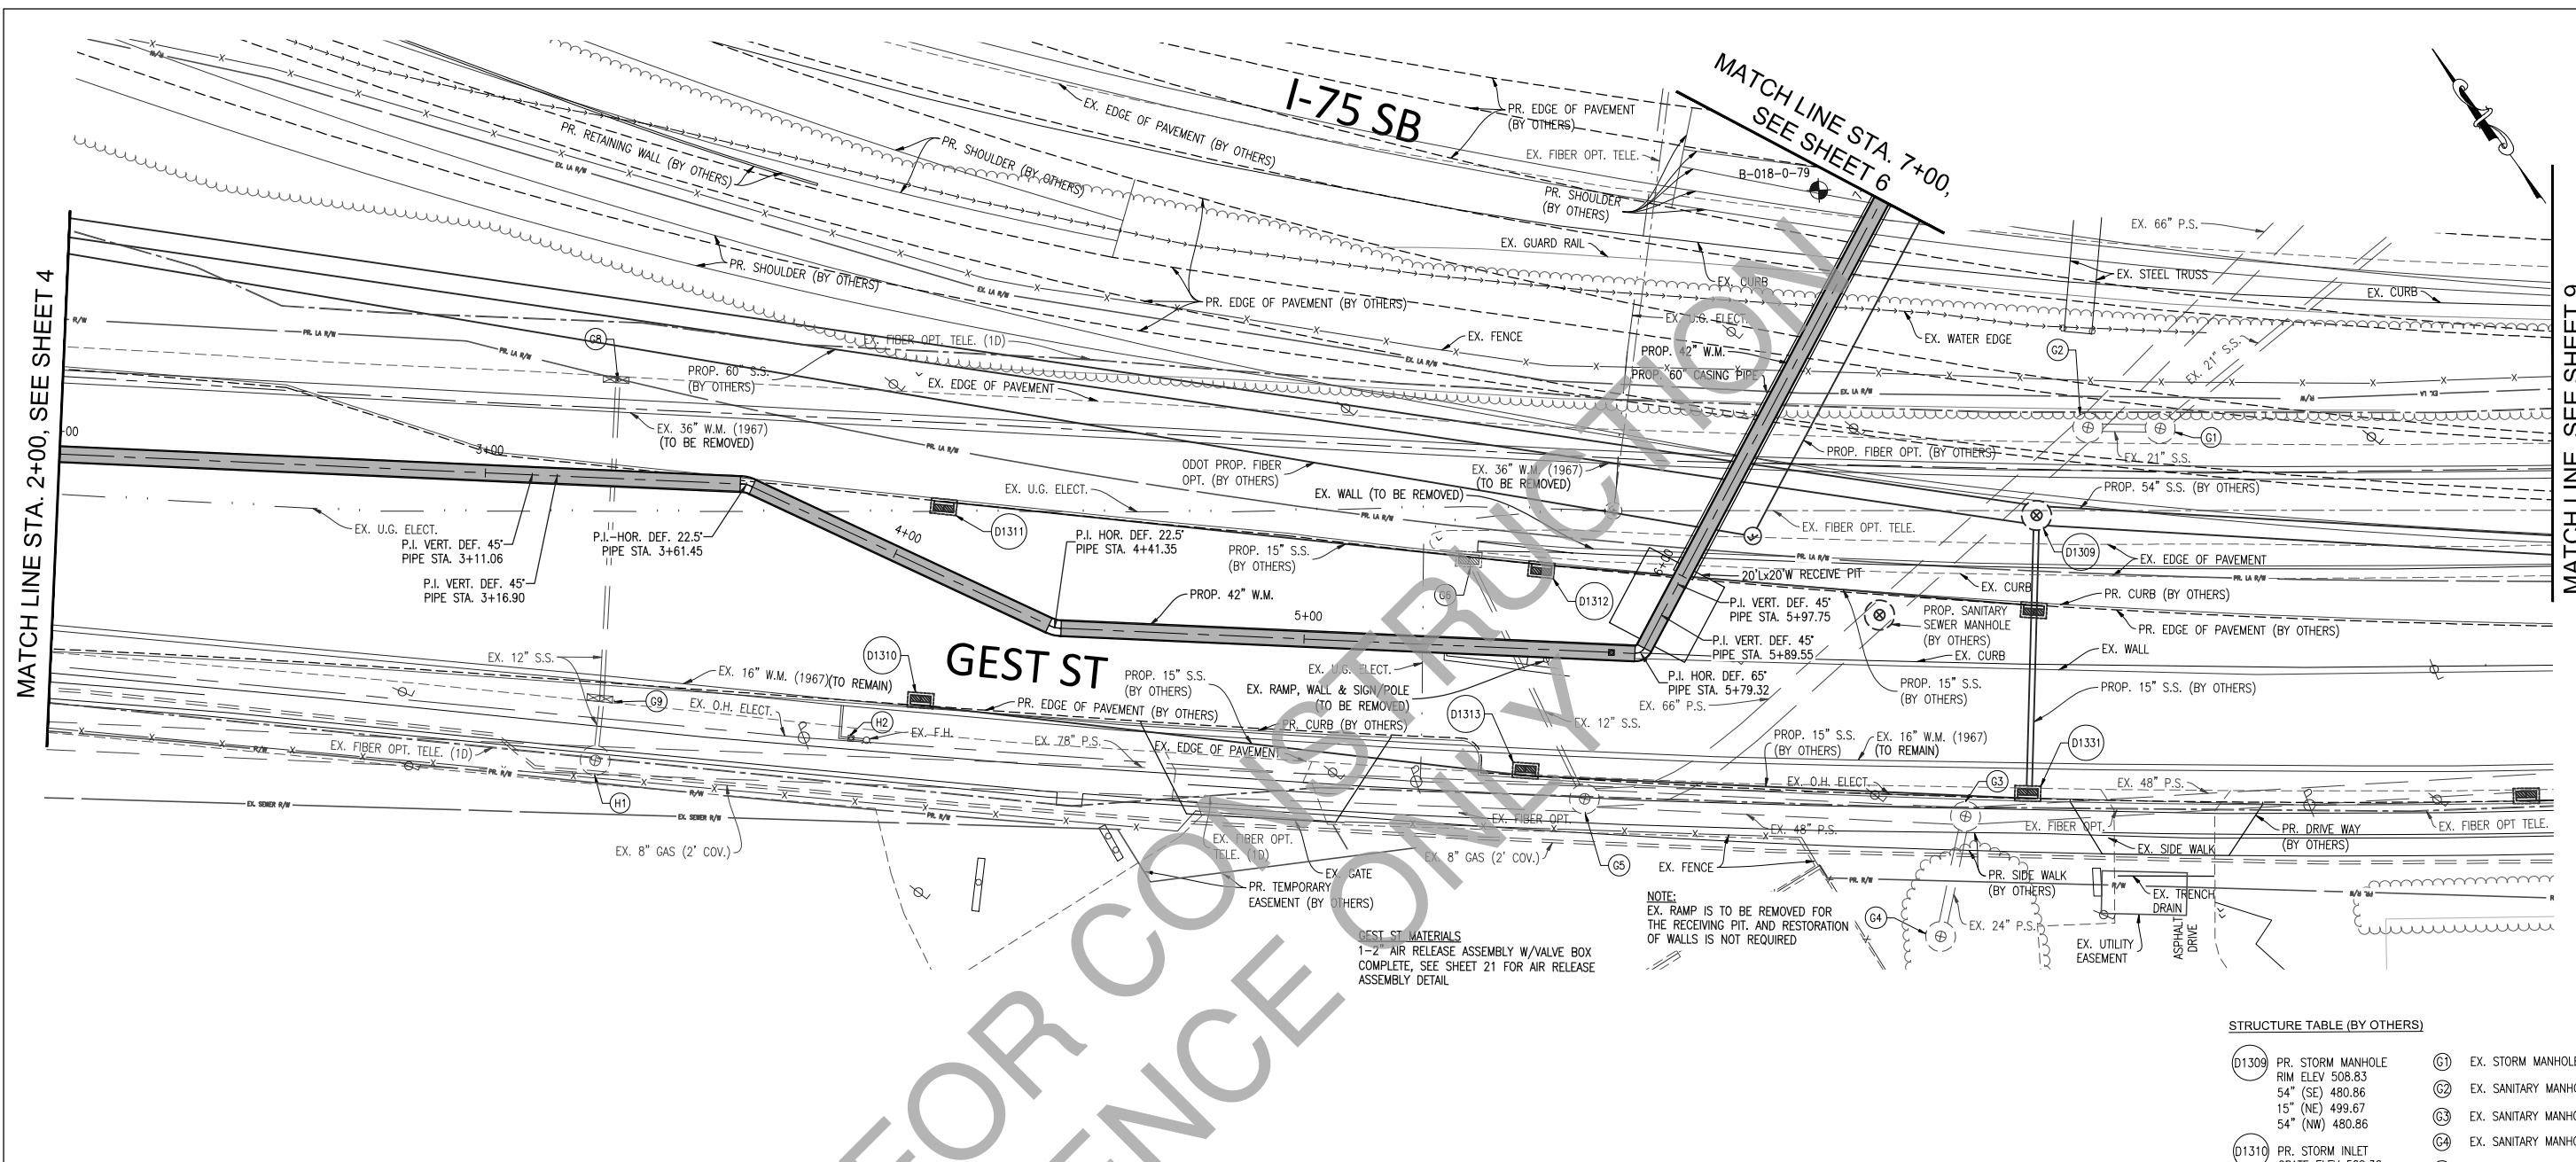 MATCH LINE STA. 2+00, SEE SHEET 4
MATCH LINE STA. 7+00,
SEE SHEET 6
I-75 SB
GEST ST
PR. RETAINING WALL (BY OTHERS)
EX. LA R/W
R/W
PR. SHOULDER (BY OTHERS)
EX. EDGE OF PAVEMENT (BY OTHERS)
PR. EDGE OF PAVEMENT
(BY OTHERS)
EX. FIBER OPT. TELE.
B-018-0-79
PR. SHOULDER
(BY OTHERS)
EX. GUARD RAIL
EX. CURB
EX. 66" P.S.
EX. STEEL TRUSS
EX. CURB
EX. WATER EDGE
PR. SHOULDER (BY OTHERS)
PR. EDGE OF PAVEMENT (BY OTHERS)
EX. U.G. ELECT.
EX. FENCE
PROP. 42" W.M.
PROP. 60" CASING PIPE
G2
EX. 21" S.S.
G1
EX. 21" S.S.
R/W
PR. LA R/W
G8
EX. FIBER OPT. TELE. (1D)
PROP. 60" S.S.
(BY OTHERS)
EX. EDGE OF PAVEMENT
EX. 36" W.M. (1967)
(TO BE REMOVED)
-00
3+00
PROP. FIBER OPT. (BY OTHERS)
PROP. 54" S.S. (BY OTHERS)
ODOT PROP. FIBER
OPT. (BY OTHERS)
EX. 36" W.M. (1967)
(TO BE REMOVED)
EX. WALL (TO BE REMOVED)
EX. U.G. ELECT.
EX. U.G. ELECT.
P.I. VERT. DEF. 45°
PIPE STA. 3+11.06
P.I. VERT. DEF. 45°
PIPE STA. 3+16.90
P.I.-HOR. DEF. 22.5°
PIPE STA. 3+61.45
4+00
D1311
P.I. HOR. DEF. 22.5°
PIPE STA. 4+41.35
PROP. 15" S.S.
(BY OTHERS)
PROP. 42" W.M.
5+00
G6
D1312
6+00
EX. FIBER OPT. TELE.
20'Lx20'W RECEIVE PIT
P.I. VERT. DEF. 45°
PIPE STA. 5+97.75
P.I. VERT. DEF. 45°
PIPE STA. 5+89.55
P.I. HOR. DEF. 65°
PIPE STA. 5+79.32
D1309
EX. EDGE OF PAVEMENT
EX. CURB
PR. CURB (BY OTHERS)
PROP. SANITARY
SEWER MANHOLE
(BY OTHERS)
PR. EDGE OF PAVEMENT (BY OTHERS)
EX. WALL
EX. CURB
PROP. 15" S.S.
(BY OTHERS)
PROP. 15" S.S. (BY OTHERS)
EX. 66" P.S.
EX. 12" S.S.
D1310
EX. 16" W.M. (1967)(TO REMAIN)
G9
EX. O.H. ELECT.
H2
EX. F.H.
PR. EDGE OF PAVEMENT (BY OTHERS)
PROP. 15" S.S.
(BY OTHERS)
EX. U.G. ELECT.
EX. RAMP, WALL & SIGN/POLE
(TO BE REMOVED)
PR. CURB (BY OTHERS)
D1313
EX. 12" S.S.
EX. 78" P.S.
EX. EDGE OF PAVEMENT
EX. FIBER OPT. TELE. (1D)
H1
EX. SEWER R/W
PR. R/W
EX. 8" GAS (2' COV.)
PROP. 15" S.S.
(BY OTHERS)
EX. 16" W.M. (1967)
(TO REMAIN)
D1331
EX. O.H. ELECT.
G3
EX. 48" P.S.
EX. FIBER OPT.
EX. 48" P.S.
EX. FIBER OPT.
EX. FIBER OPT TELE.
PR. DRIVE WAY
(BY OTHERS)
EX. SIDE WALK
EX. FIBER OPT.
TELE. (1D)
EX. 8" GAS (2' COV.)
G5
EX. FENCE
EX. GATE
PR. TEMPORARY
EASEMENT (BY OTHERS)
PR. SIDE WALK
(BY OTHERS)
EX. TRENCH
DRAIN
G4
EX. 24" P.S.
EX. UTILITY
EASEMENT
ASPHALT
DRIVE
NOTE:
EX. RAMP IS TO BE REMOVED FOR
THE RECEIVING PIT. AND RESTORATION
OF WALLS IS NOT REQUIRED
GEST ST MATERIALS
1-2" AIR RELEASE ASSEMBLY W/VALVE BOX
COMPLETE, SEE SHEET 21 FOR AIR RELEASE
ASSEMBLY DETAIL
FOR CONSTRUCTION
ONLY
STRUCTURE TABLE (BY OTHERS)
D1309 PR. STORM MANHOLE
RIM ELEV 508.83
54" (SE) 480.86
15" (NE) 499.67
54" (NW) 480.86
D1310 PR. STORM INLET
G1 EX. STORM MANHOLE
G2 EX. SANITARY
G3 EX. SANITARY
G4 EX. SANITARY